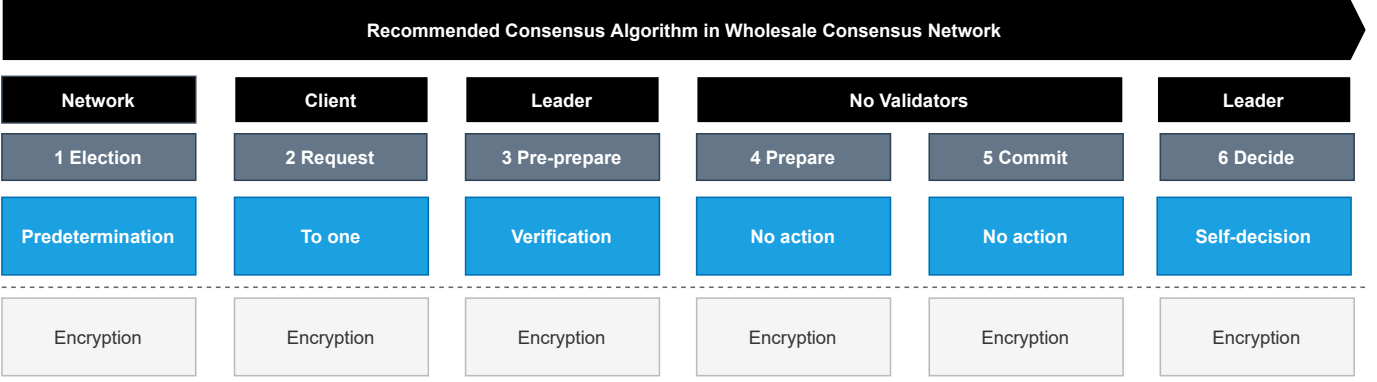 Recommended Consensus Algorithm in Wholesale Consensus Network
Network
Client
Leader
No Validators
Leader
1 Election
2 Request
3 Pre-prepare
4 Prepare
5 Commit
6 Decide
Predetermination
To one
Verification
No action
No action
Self-decision
Encryption
Encryption
Encryption
Encryption
Encryption
Encryption